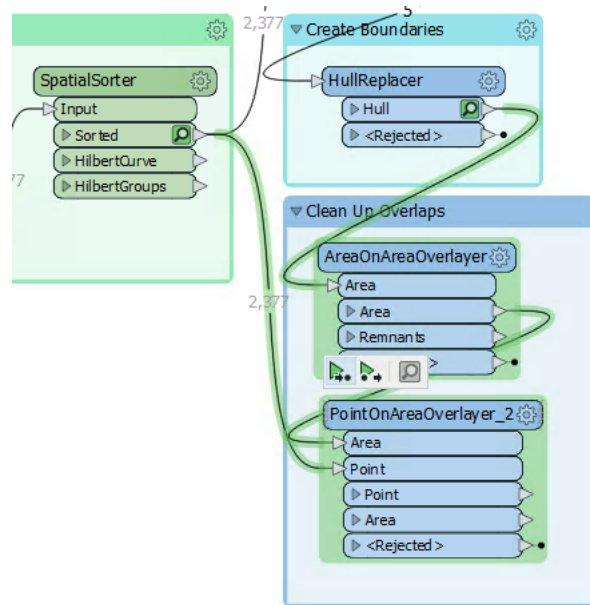 2,377
5
Create Boundaries
SpatialSorter
Input
Sorted
HilbertCurve
HilbertGroups
77
HullReplacer
Hull
<Rejected>
Clean Up Overlaps
2,377
AreaOnAreaOverlayer
Area
Area
Remnants
>
PointOnAreaOverlayer_2
Area
Point
Point
Area
<Rejected>